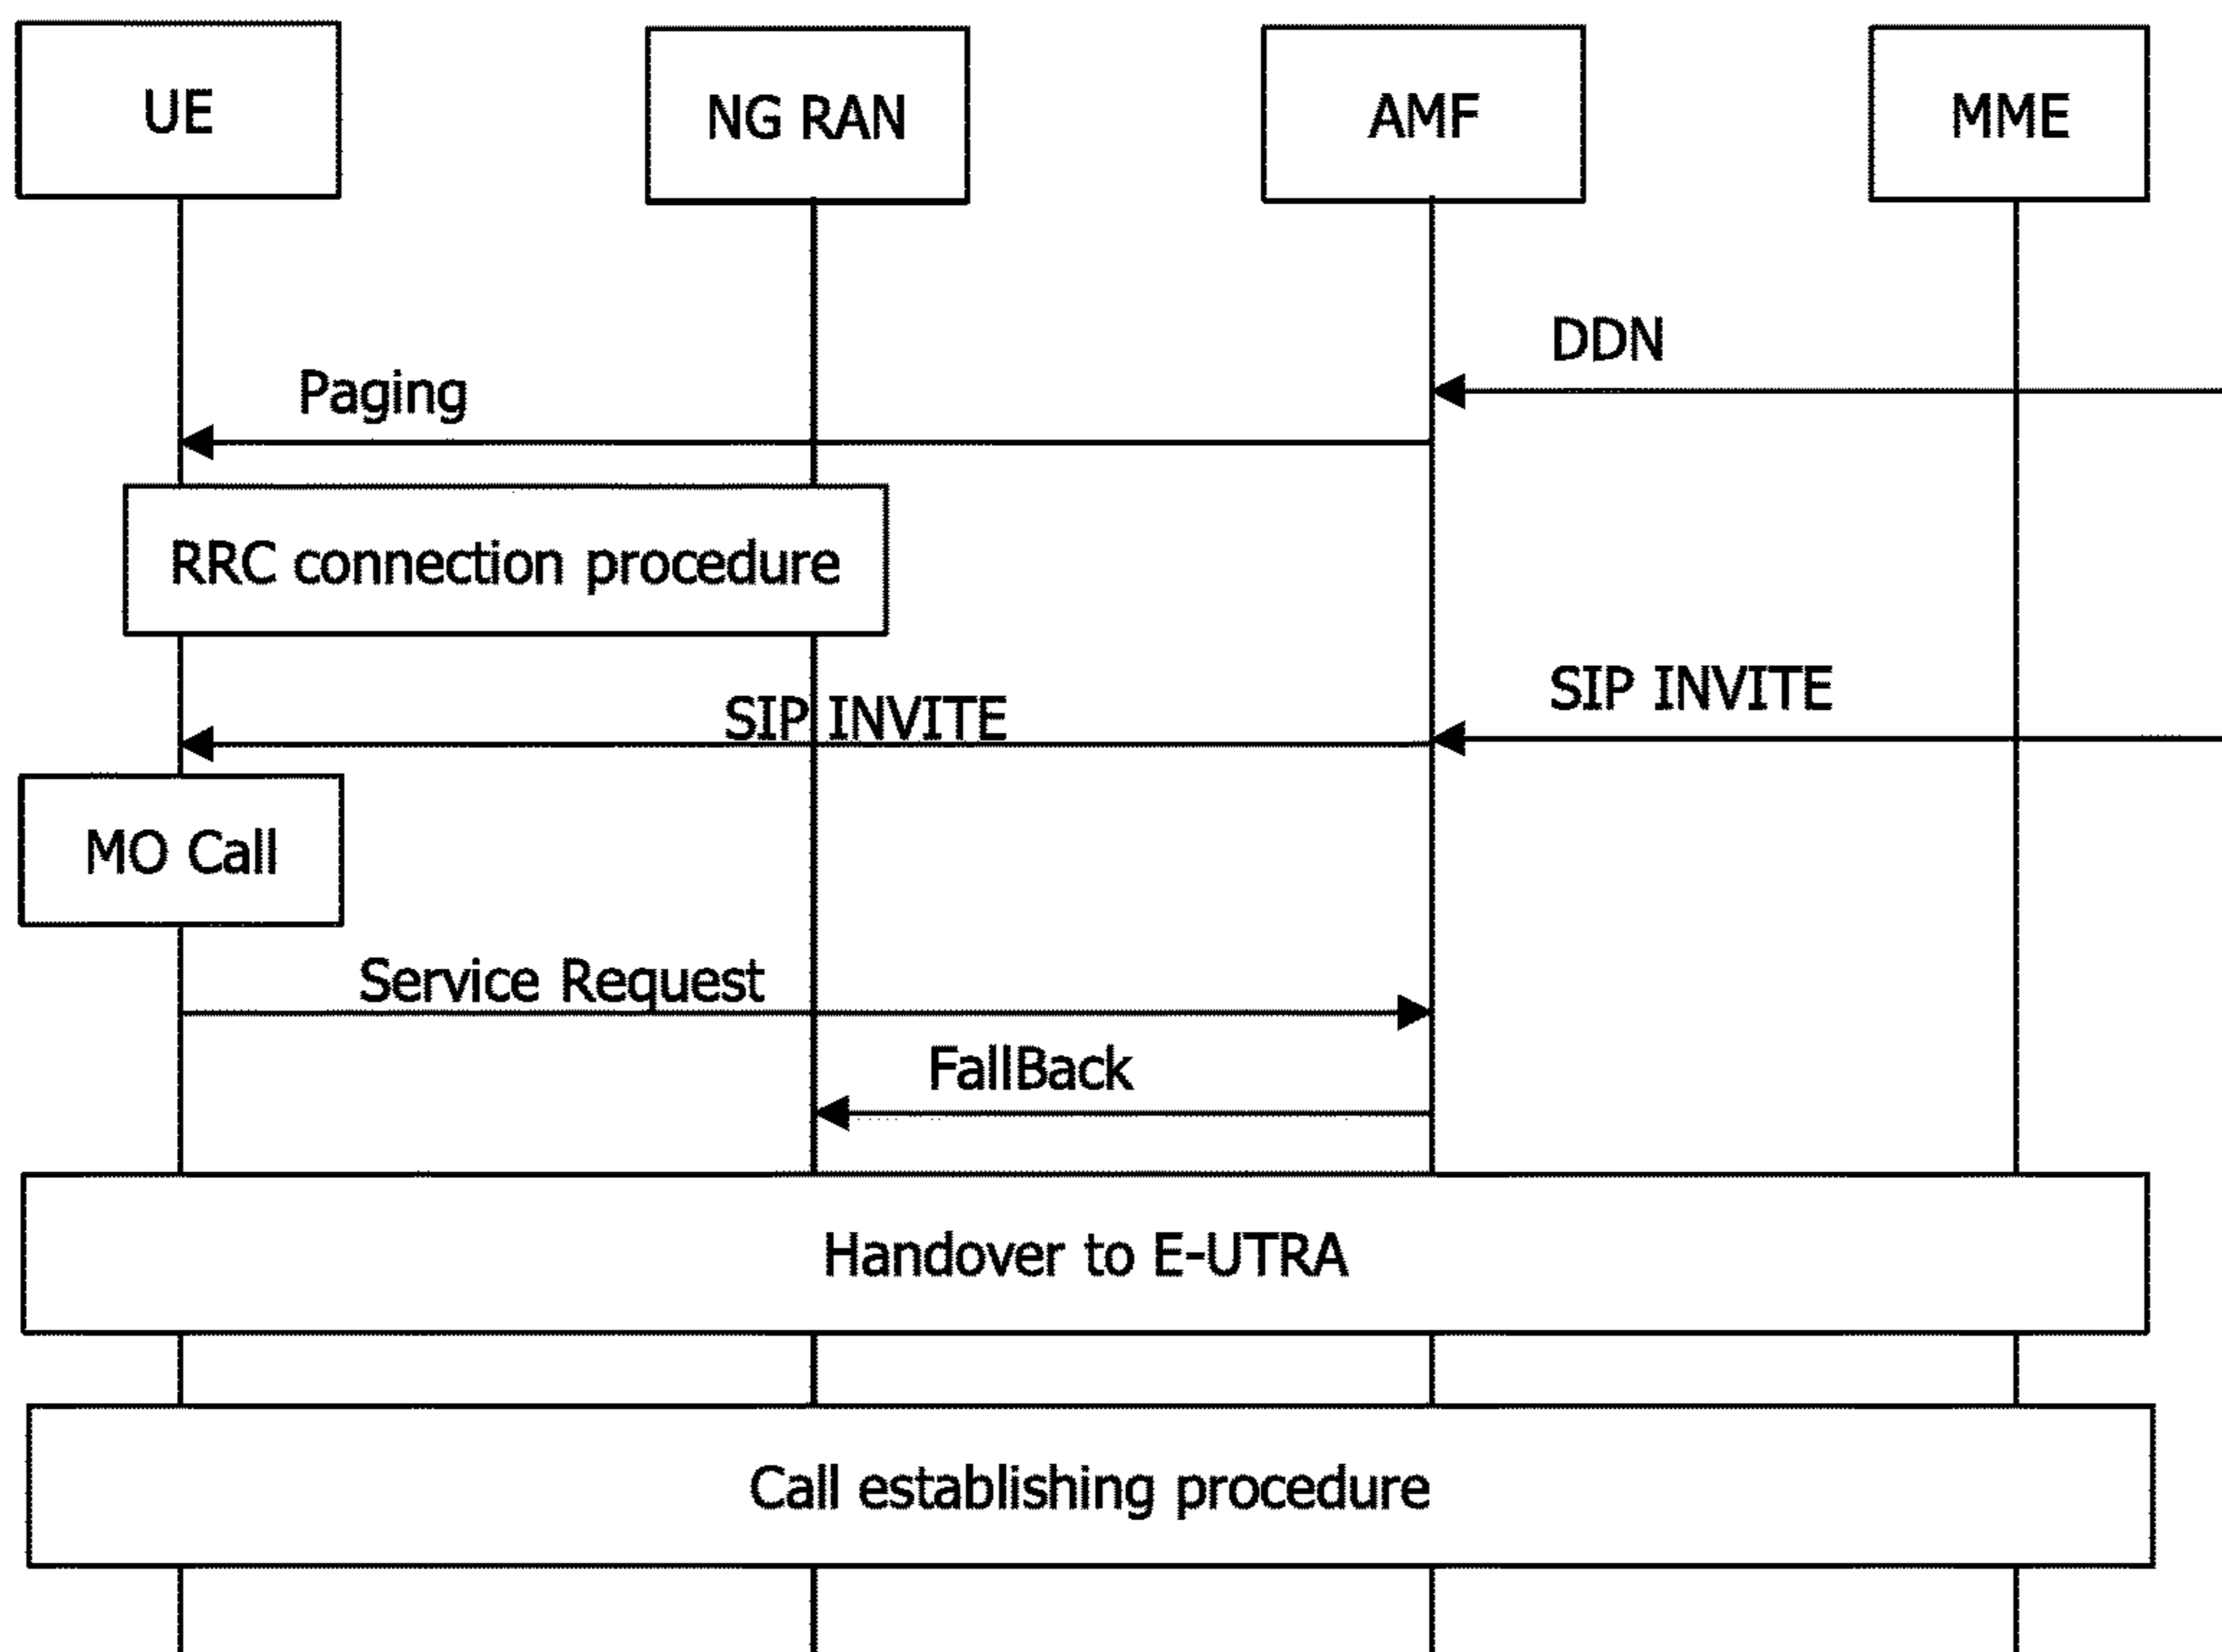 UE
NG RAN
AMF
MME
DDN
Paging
RRC connection procedure
SIP INVITE
SIP INVITE
MO Call
Service Request
FallBack
Handover to E-UTRA
Call establishing procedure